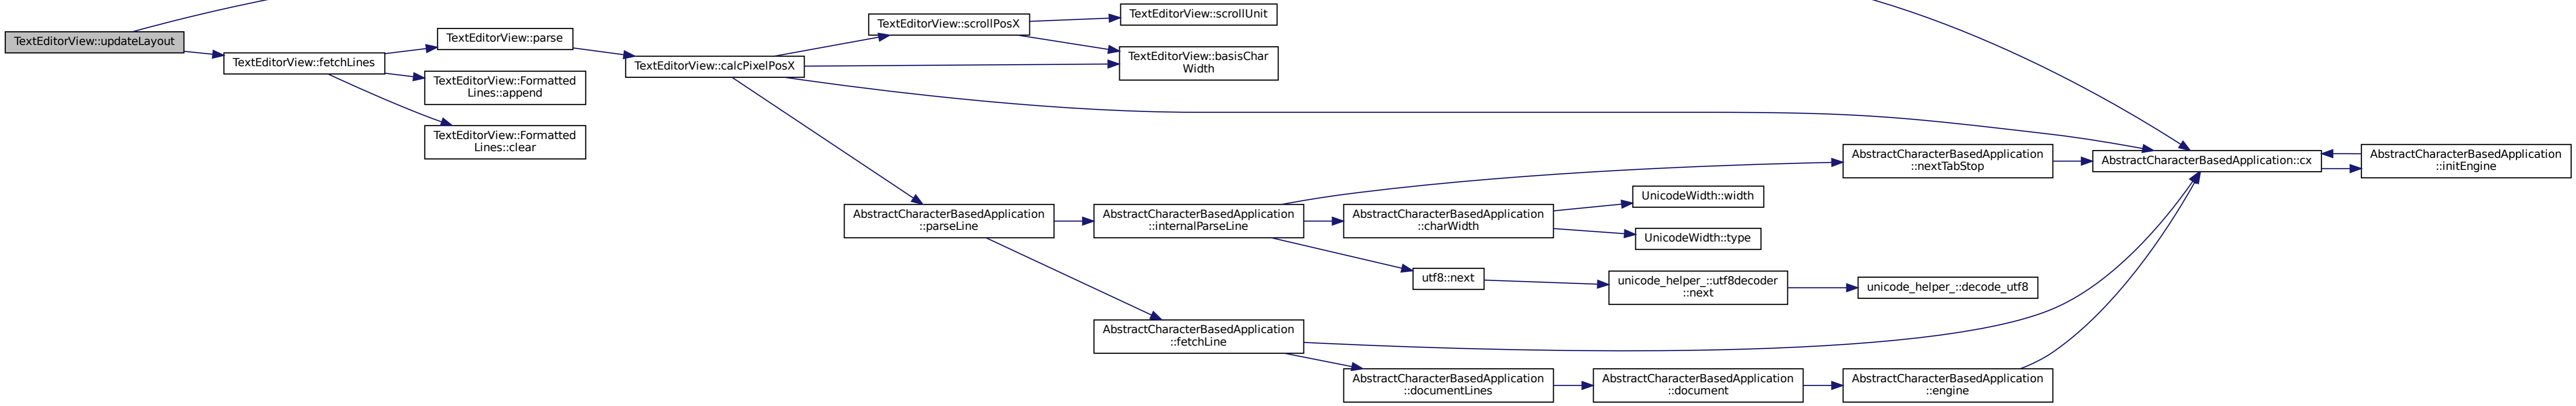 TextEditorView::updateLayout
TextEditorView::fetchLines
TextEditorView::parse
TextEditorView::Formatted
Lines::append
TextEditorView::Formatted
Lines::clear
TextEditorView::calcPixelPosX
TextEditorView::scrollPosX
TextEditorView::scrollUnit
TextEditorView::basisChar
Width
AbstractCharacterBasedApplication
::parseLine
AbstractCharacterBasedApplication
::internalParseLine
AbstractCharacterBasedApplication
::charWidth
UnicodeWidth::width
UnicodeWidth::type
utf8::next
unicode_helper_::utf8decoder
::next
unicode_helper_::decode_utf8
AbstractCharacterBasedApplication
::nextTabStop
AbstractCharacterBasedApplication::cx
AbstractCharacterBasedApplication
::initEngine
AbstractCharacterBasedApplication
::fetchLine
AbstractCharacterBasedApplication
::documentLines
AbstractCharacterBasedApplication
::document
AbstractCharacterBasedApplication
::engine